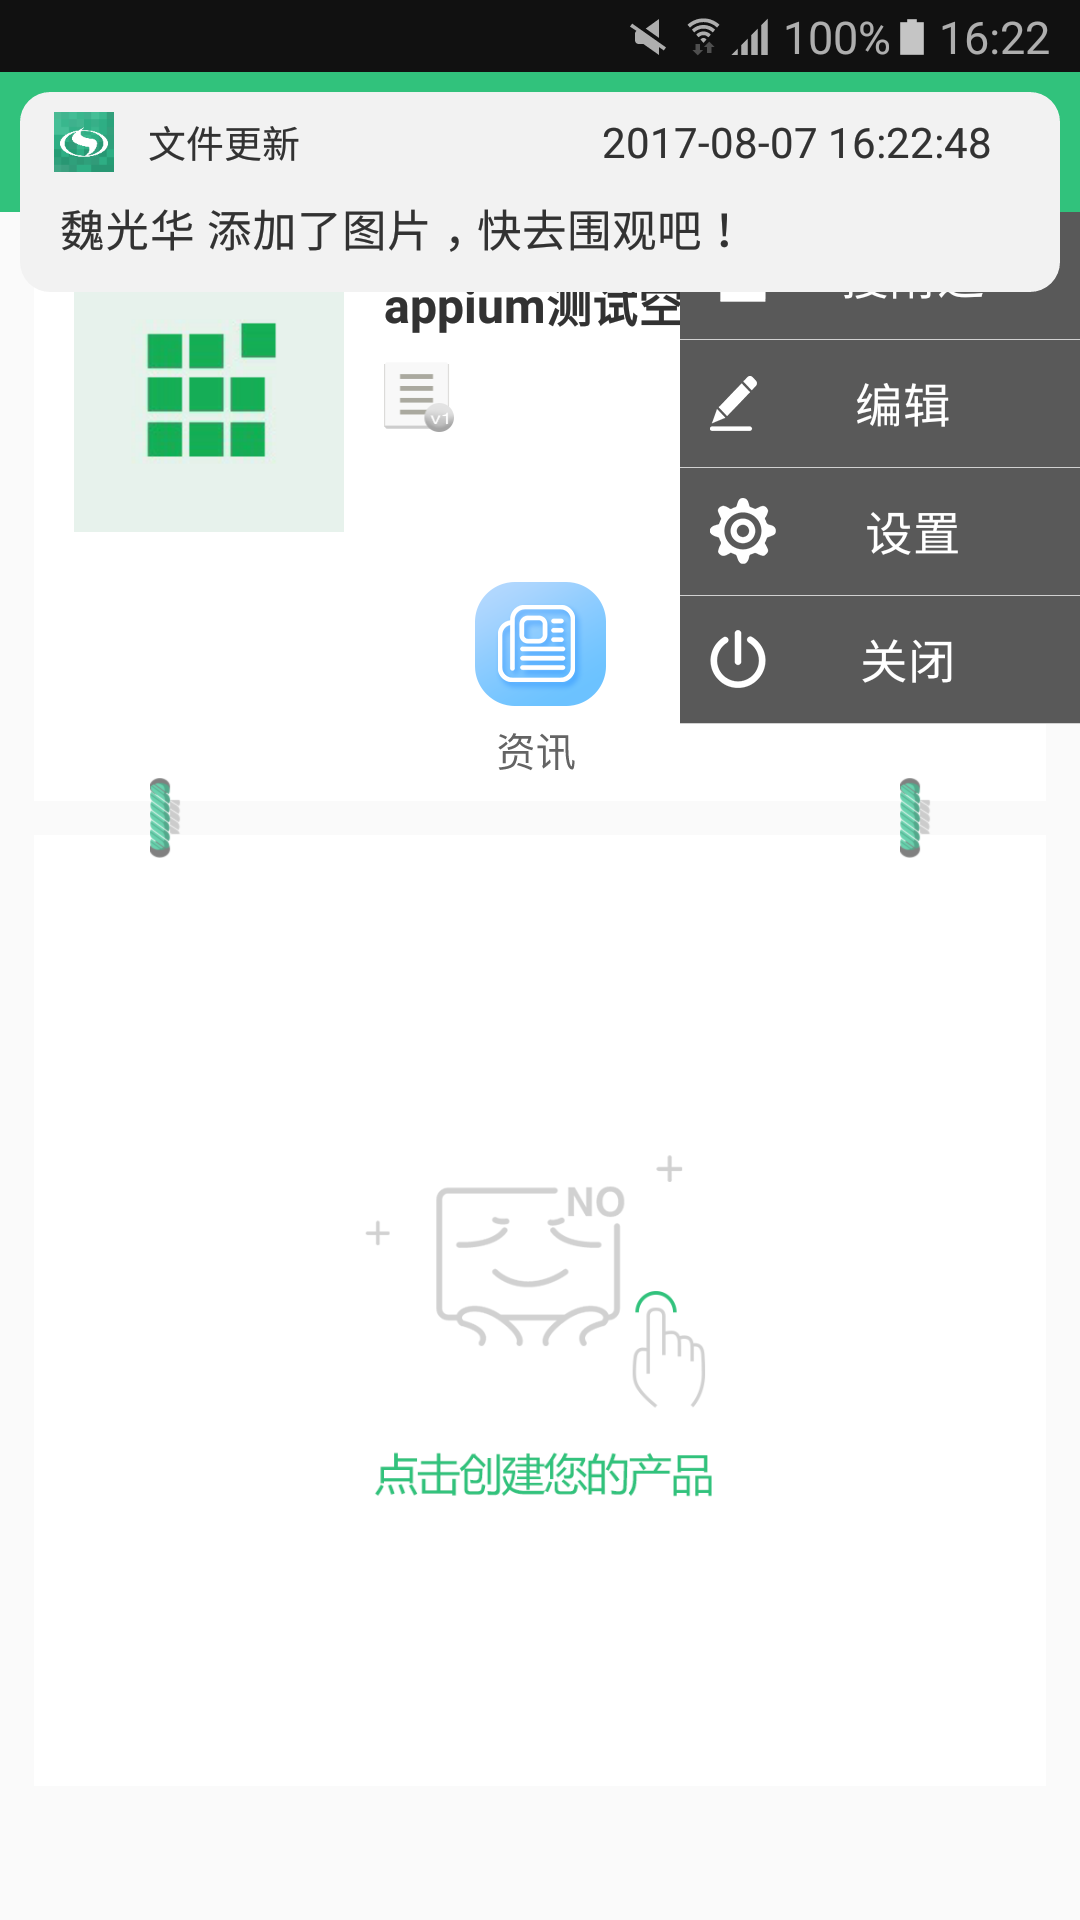 100% 16:22
文件更新 2017-08-07 16:22:48
魏光华 添加了图片，快去围观吧！
appium测试空
v1
编辑
设置
关闭
资讯
NO
点击创建您的产品